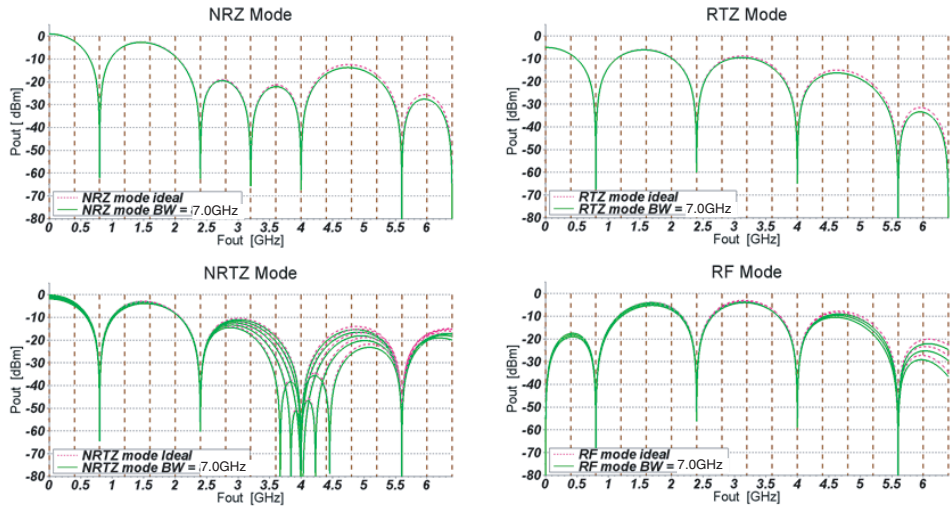 NRZ Mode
0
-10
-20
-30
-40
-50
-60
-70
-80
Pout [ dBm]
NRZ mode ideal
NRZ mode BW = 7.0GHz
0 0.5 1 1.5 2 2.5 3 3.5 4 4.5 5 5.5 6
Fout [GHz]
RTZ Mode
0
-10
-20
-30
-40
-50
-60
-70
-80
Pout [ dBm]
RTZ mode ideal
RTZ mode BW = 7.0GHz
0 0.5 1 1.5 2 2.5 3 3.5 4 4.5 5 5.5 6
Fout [GHz]
NRTZ Mode
0
-10
-20
-30
-40
-50
-60
-70
-80
Pout [ dBm]
NRTZ mode Ideal
NRTZ mode BW = 7.0GHz
0 0.5 1 1.5 2 2.5 3 3.5 4 4.5 5 5.5 6
Fout [GHz]
RF Mode
0
-10
-20
-30
-40
-50
-60
-70
-80
Pout [ dBm]
RF mode ideal
RF mode BW = 7.0GHz
0 0.5 1 1.5 2 2.5 3 3.5 4 4.5 5 5.5 6
Fout [GHz]